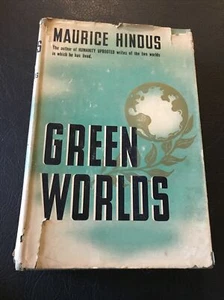 MAURICE HINDUS
The author of HUMANITY UPROOTED writes of the two worlds
in which he has lived.
GREEN
WORLDS